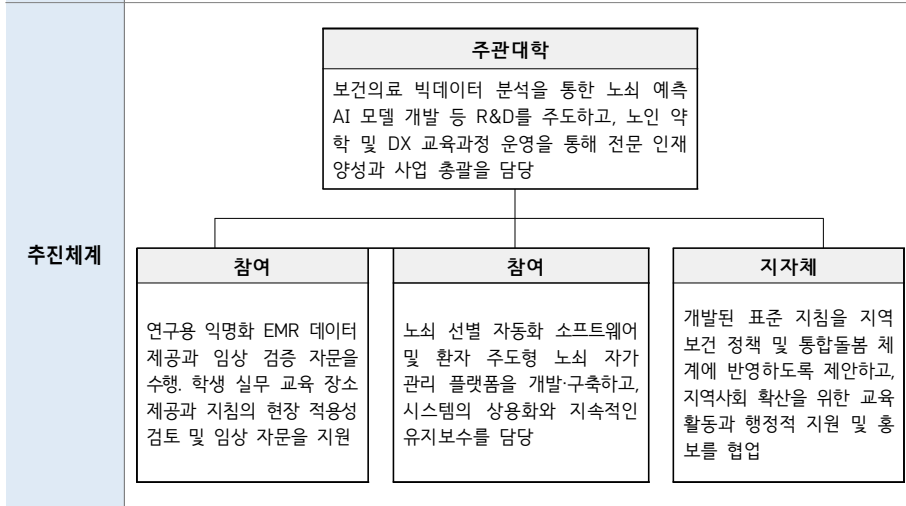 추진체계
주관대학
보건의료 빅데이터 분석을 통한 노쇠 예측
AI 모델 개발 등 R&D를 주도하고, 노인 약
학 및 DX 교육과정 운영을 통해 전문 인재
양성과 사업 총괄을 담당
참여
연구용 익명화 EMR 데이터
제공과 임상 검증 자문을
수행. 학생 실무 교육 장소
제공과 지침의 현장 적용성
검토 및 임상 자문을 지원
참여
노쇠 선별 자동화 소프트웨어
및 환자 주도형 노쇠 자가
관리 플랫폼을 개발·구축하고,
시스템의 상용화와 지속적인
유지보수를 담당
지자체
개발된 표준 지침을 지역
보건 정책 및 통합돌봄 체
계에 반영하도록 제안하고,
지역사회 확산을 위한 교육
활동과 행정적 지원 및 홍
보를 협업